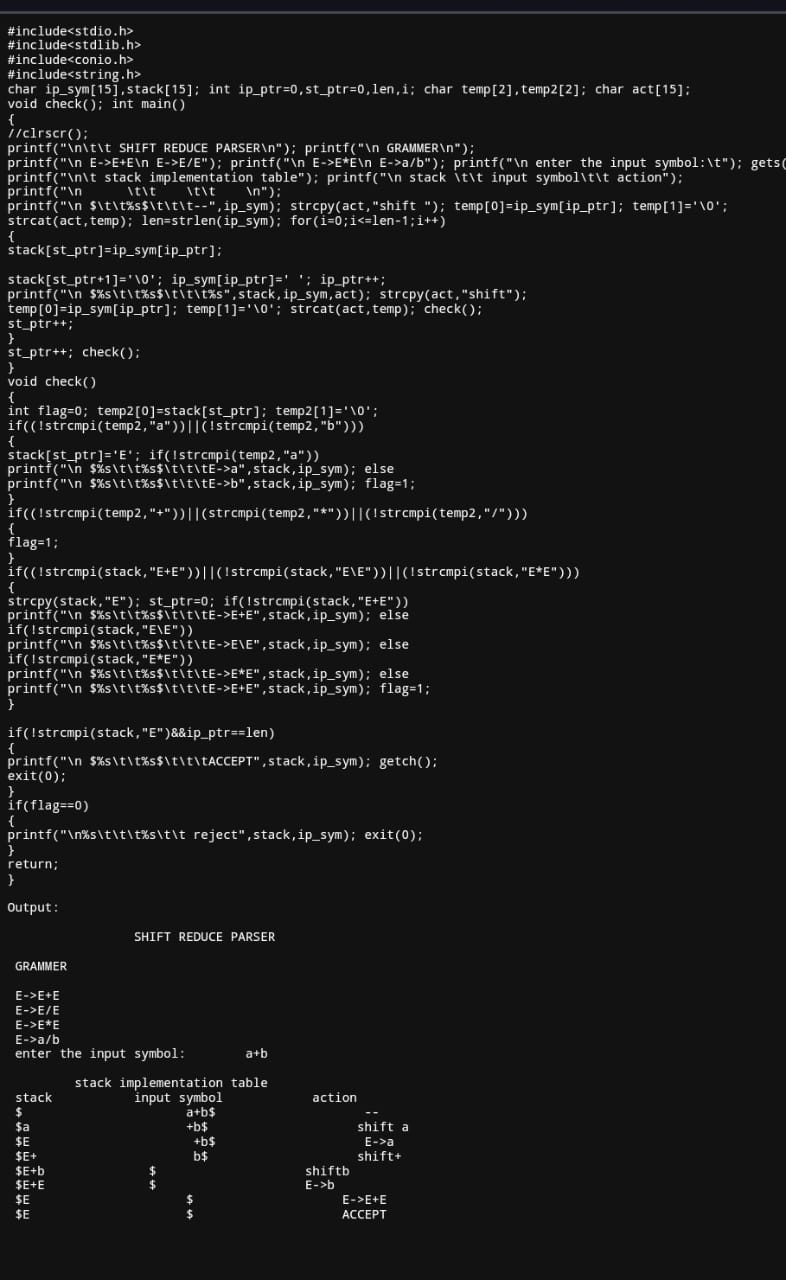 #include<stdio.h>
#include<stdlib.h>
#include<conio.h>
#include<string.h>
char ip_sym[15],stack[15]; int ip_ptr=0,st_ptr=0,len,i; char temp[2],temp2[2]; char act[15];
void check(); int main()
{
//clrscr();
printf("\n\t\t SHIFT REDUCE PARSER\n"); printf("\n GRAMMER\n");
printf("\n E->E+E\n E->E/E"); printf("\n E->E*E\n E->a/b"); printf("\n enter the input symbol:\t"); gets(
printf("\n\t stack implementation table"); printf("\n stack \t\t input symbol\t\t action");
printf("\n      \t\t    \t\t    \n");
printf("\n $\t\t%s$\t\t\t--",ip_sym); strcpy(act,"shift "); temp[0]=ip_sym[ip_ptr]; temp[1]='\0';
strcat(act,temp); len=strlen(ip_sym); for(i=0;i<=len-1;i++)
{
stack[st_ptr]=ip_sym[ip_ptr];

stack[st_ptr+1]='\0'; ip_sym[ip_ptr]=' '; ip_ptr++;
printf("\n $%s\t\t%s$\t\t\t%s",stack,ip_sym,act); strcpy(act,"shift");
temp[0]=ip_sym[ip_ptr]; temp[1]='\0'; strcat(act,temp); check();
st_ptr++;
}
st_ptr++; check();
}
void check()
{
int flag=0; temp2[0]=stack[st_ptr]; temp2[1]='\0';
if((!strcmpi(temp2,"a"))||(!strcmpi(temp2,"b")))
{
stack[st_ptr]='E'; if(!strcmpi(temp2,"a"))
printf("\n $%s\t\t%s$\t\t\tE->a",stack,ip_sym); else
printf("\n $%s\t\t%s$\t\t\tE->b",stack,ip_sym); flag=1;
}
if((!strcmpi(temp2,"+"))||(strcmpi(temp2,"*"))||(!strcmpi(temp2,"/")))
{
flag=1;
}
if((!strcmpi(stack,"E+E"))||(!strcmpi(stack,"E\E"))||(!strcmpi(stack,"E*E")))
{
strcpy(stack,"E"); st_ptr=0; if(!strcmpi(stack,"E+E"))
printf("\n $%s\t\t%s$\t\t\tE->E+E",stack,ip_sym); else
if(!strcmpi(stack,"E\E"))
printf("\n $%s\t\t%s$\t\t\tE->E\E",stack,ip_sym); else
if(!strcmpi(stack,"E*E"))
printf("\n $%s\t\t%s$\t\t\tE->E*E",stack,ip_sym); else
printf("\n $%s\t\t%s$\t\t\tE->E+E",stack,ip_sym); flag=1;
}

if(!strcmpi(stack,"E")&&ip_ptr==len)
{
printf("\n $%s\t\t%s$\t\t\tACCEPT",stack,ip_sym); getch();
exit(0);
}
if(flag==0)
{
printf("\n%s\t\t\t%s\t\t reject",stack,ip_sym); exit(0);
}
return;
}

Output:

SHIFT REDUCE PARSER

GRAMMER

E->E+E
E->E/E
E->E*E
E->a/b
enter the input symbol:        a+b

stack implementation table
stack           input symbol            action
$                      a+b$                    --
$a                     +b$                    shift a
$E                      +b$                    E->a
$E+                     b$                    shift+
$E+b              $                    shiftb
$E+E              $                    E->b
$E                     $                    E->E+E
$E                     $                    ACCEPT